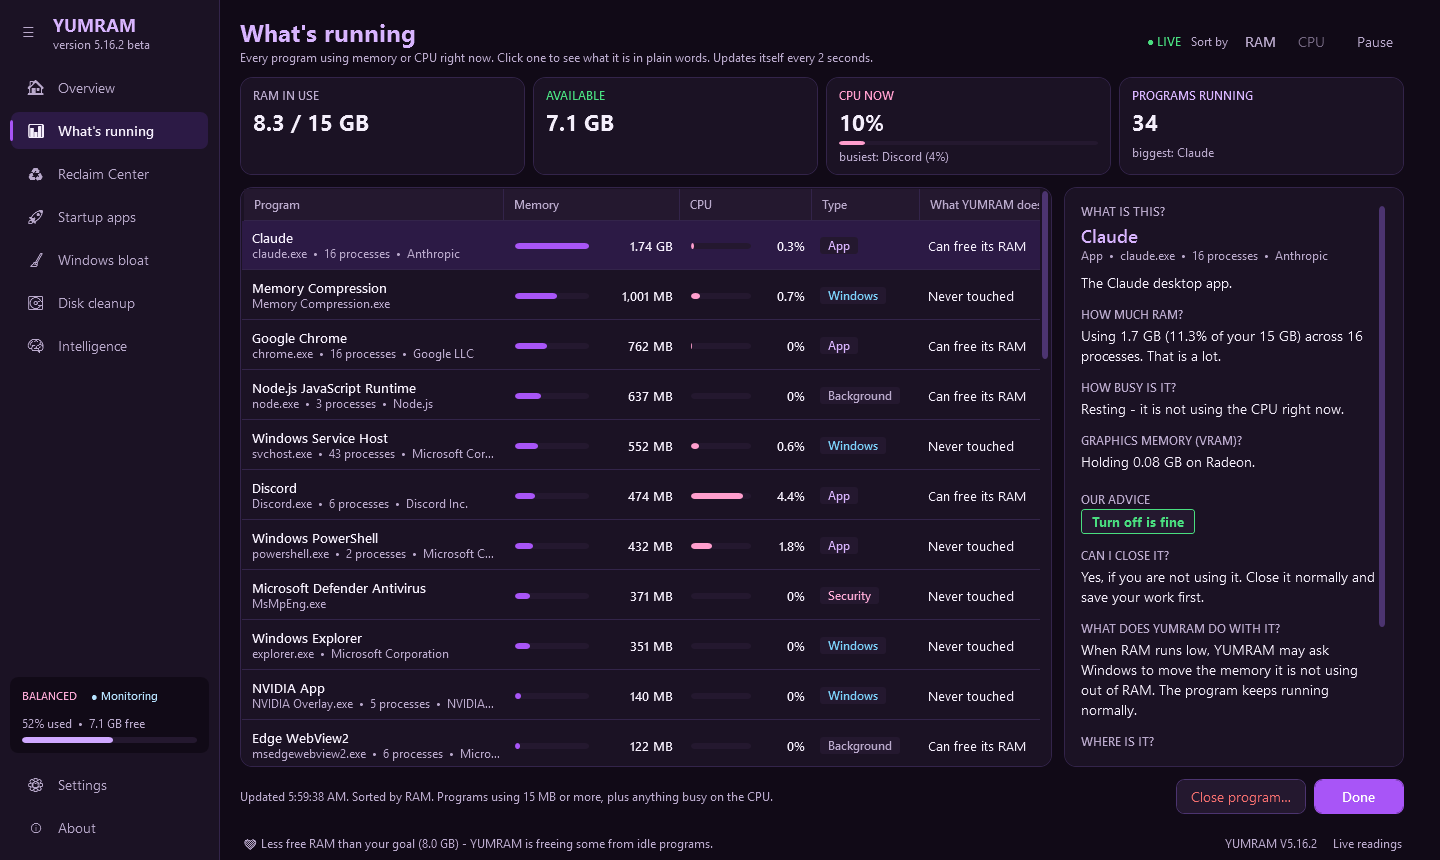 YUMRAM
version 5.16.2 beta
Overview
What's running
Reclaim Center
Startup apps
Windows bloat
Disk cleanup
Intelligence
BALANCED • Monitoring
52% used • 7.1 GB free
Settings
About
What's running
Every program using memory or CPU right now. Click one to see what it is in plain words. Updates itself every 2 seconds.
• LIVE Sort by RAM CPU Pause
RAM IN USE
8.3 / 15 GB
AVAILABLE
7.1 GB
CPU NOW
10%
busiest: Discord (4%)
PROGRAMS RUNNING
34
biggest: Claude
Program Memory CPU Type What YUMRAM does
Claude
claude.exe • 16 processes • Anthropic
1.74 GB 0.3% App Can free its RAM
Memory Compression
Memory Compression.exe
1,001 MB 0.7% Windows Never touched
Google Chrome
chrome.exe • 16 processes • Google LLC
762 MB 0% App Can free its RAM
Node.js JavaScript Runtime
node.exe • 3 processes • Node.js
637 MB 0% Background Can free its RAM
Windows Service Host
svchost.exe • 43 processes • Microsoft Cor...
552 MB 0.6% Windows Never touched
Discord
Discord.exe • 6 processes • Discord Inc.
474 MB 4.4% App Can free its RAM
Windows PowerShell
powershell.exe • 2 processes • Microsoft C...
432 MB 1.8% App Never touched
Microsoft Defender Antivirus
MsMpEng.exe
371 MB 0% Security Never touched
Windows Explorer
explorer.exe • Microsoft Corporation
351 MB 0% Windows Never touched
NVIDIA App
NVIDIA Overlay.exe • 5 processes • NVIDIA...
140 MB 0% Windows Never touched
Edge WebView2
msedgewebview2.exe • 6 processes • Micro...
122 MB 0% Background Can free its RAM
WHAT IS THIS?
Claude
App • claude.exe • 16 processes • Anthropic
The Claude desktop app.
HOW MUCH RAM?
Using 1.7 GB (11.3% of your 15 GB) across 16
processes. That is a lot.
HOW BUSY IS IT?
Resting - it is not using the CPU right now.
GRAPHICS MEMORY (VRAM)?
Holding 0.08 GB on Radeon.
OUR ADVICE
Turn off is fine
CAN I CLOSE IT?
Yes, if you are not using it. Close it normally and
save your work first.
WHAT DOES YUMRAM DO WITH IT?
When RAM runs low, YUMRAM may ask
Windows to move the memory it is not using
out of RAM. The program keeps running
normally.
WHERE IS IT?
Updated 5:59:38 AM. Sorted by RAM. Programs using 15 MB or more, plus anything busy on the CPU.
Close program... Done
Less free RAM than your goal (8.0 GB) - YUMRAM is freeing some from idle programs.
YUMRAM V5.16.2 Live readings